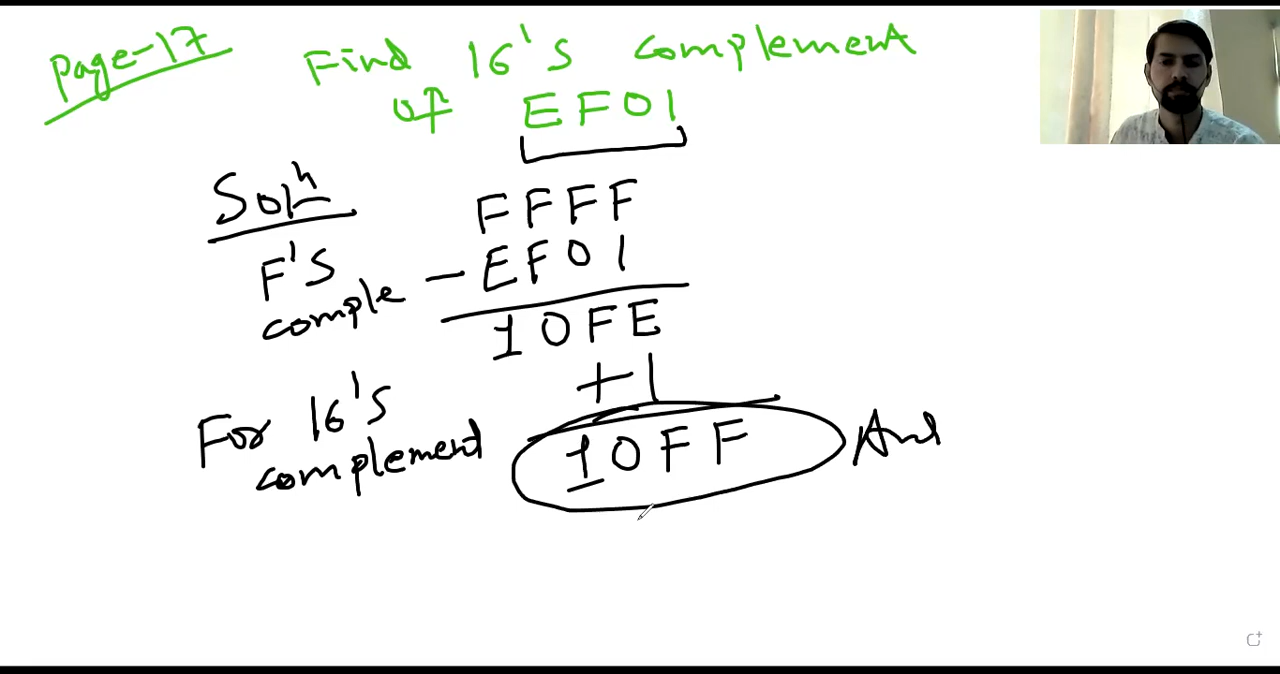 Page-17
Find 16's complement
of EF01
Soln
FFFF
F's
comple
- EF01
10FE
+1
For 16's
complement
10FF Ans